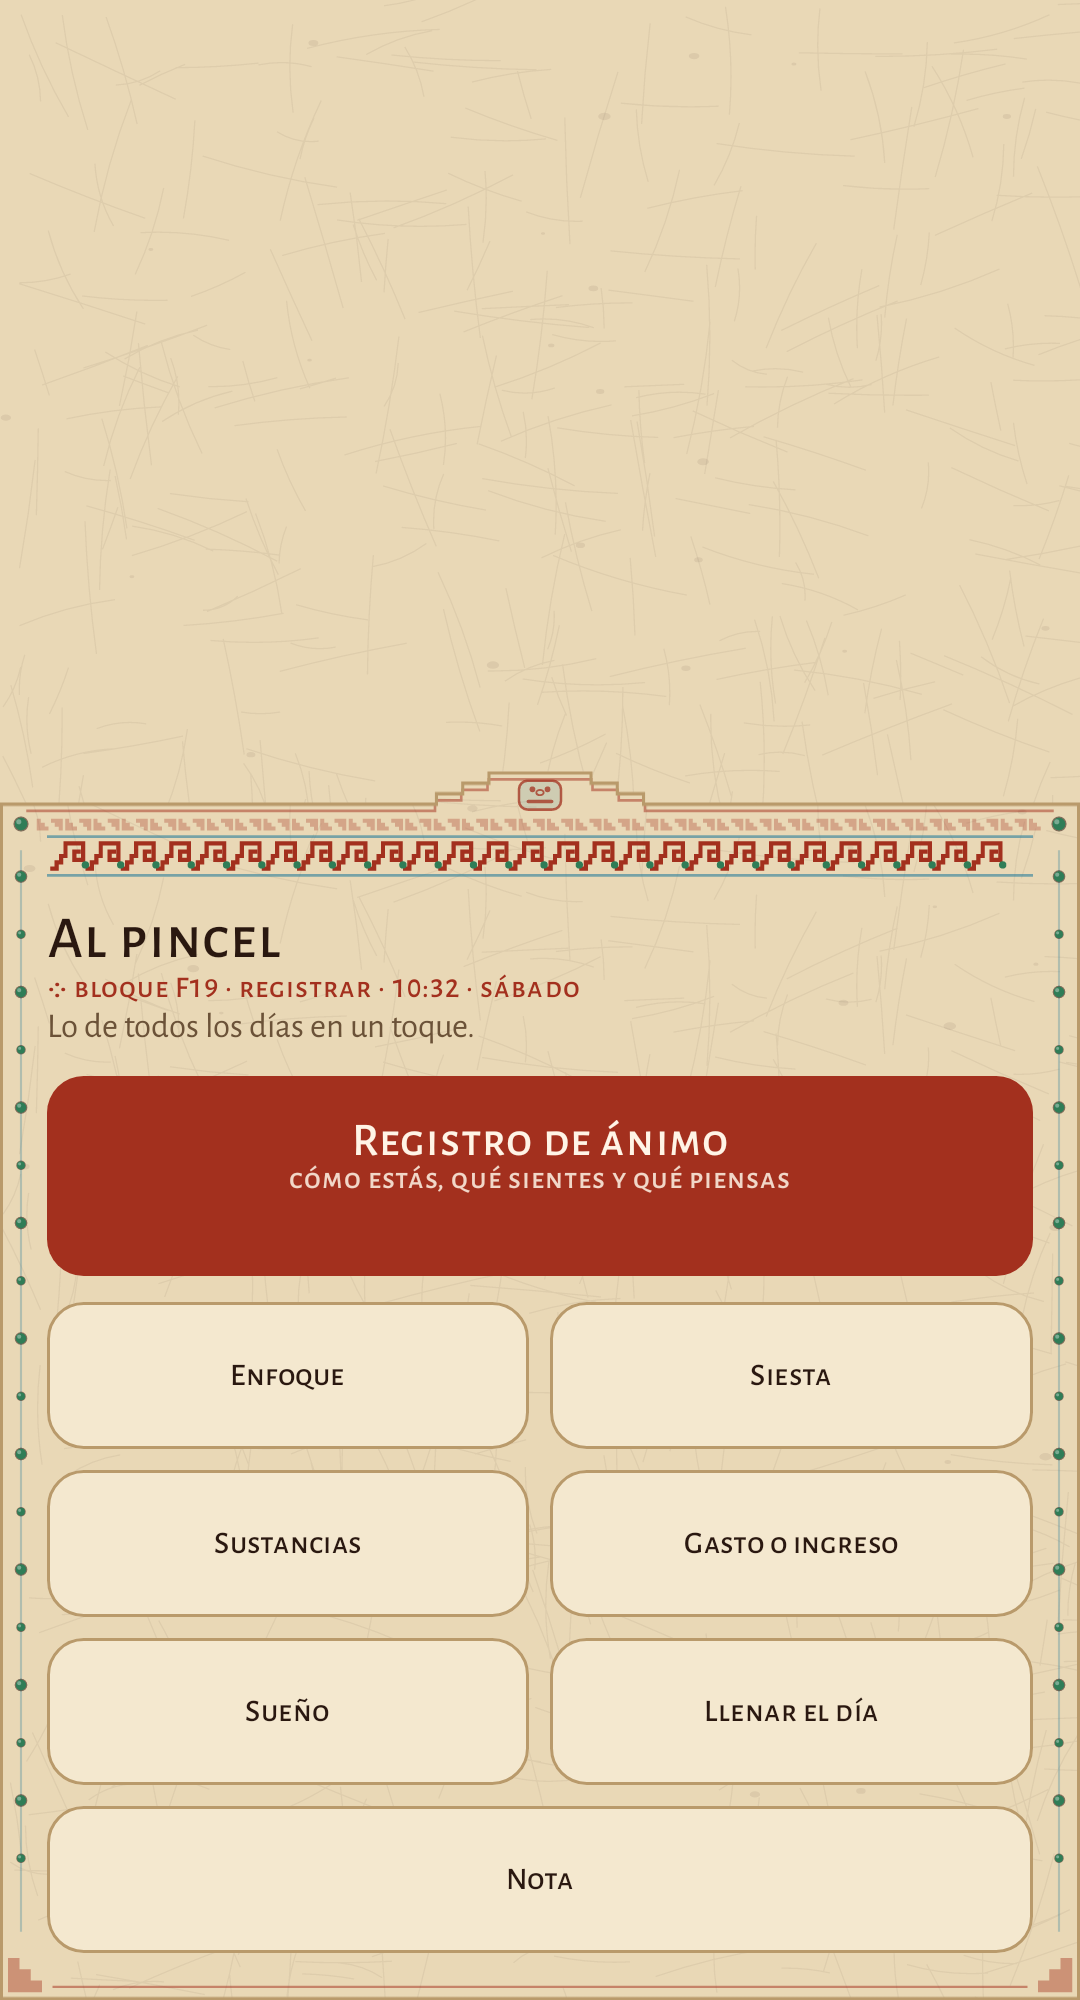 Al pincel
bloque F19 · registrar · 10:32 · sábado
Lo de todos los días en un toque.
Registro de ánimo
cómo estás, qué sientes y qué piensas
Enfoque
Siesta
Sustancias
Gasto o ingreso
Sueño
Llenar el día
Nota